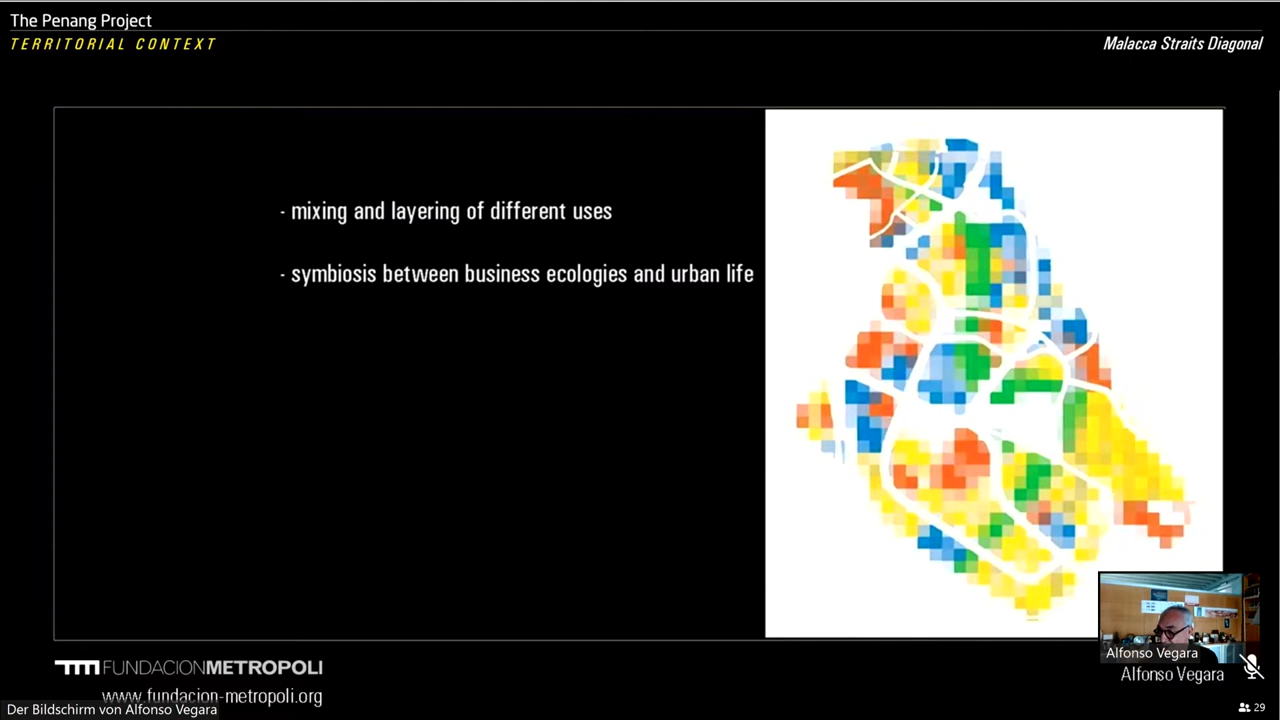 The Penang Project
TERRITORIAL CONTEXT
Malacca Straits Diagonal
- mixing and layering of different uses
- symbiosis between business ecologies and urban life
FUNDACIONMETROPOLI
www.fundacion-metropoli.org
Alfonso Vegara
Alfonso Vegara
Der Bildschirm von Alfonso Vegara
29